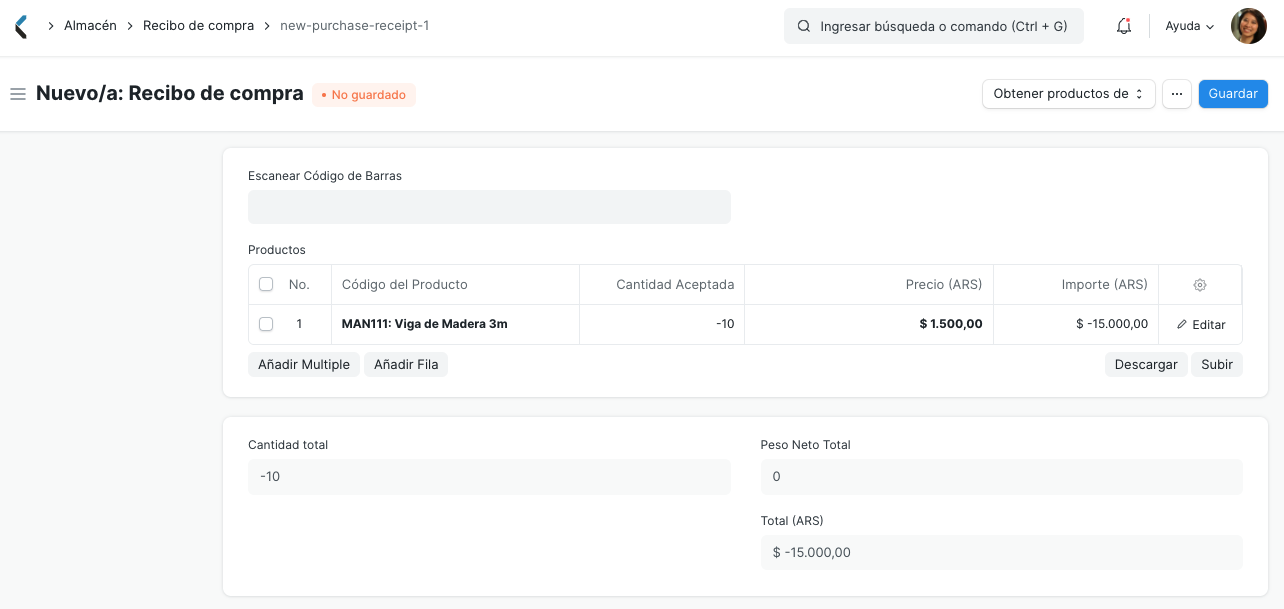 Almacén Recibo de compra new-purchase-receipt-1 Ingresar búsqueda o comando (Ctrl + G) Ayuda
Nuevo/a: Recibo de compra • No guardado Obtener productos de ··· Guardar
Escanear Código de Barras
Productos
No. Código del Producto Cantidad Aceptada Precio (ARS) Importe (ARS)
1 MAN111: Viga de Madera 3m -10 $ 1.500,00 $ -15.000,00 Editar
Añadir Multiple Añadir Fila Descargar Subir
Cantidad total Peso Neto Total
-10 0
Total (ARS)
$ -15.000,00